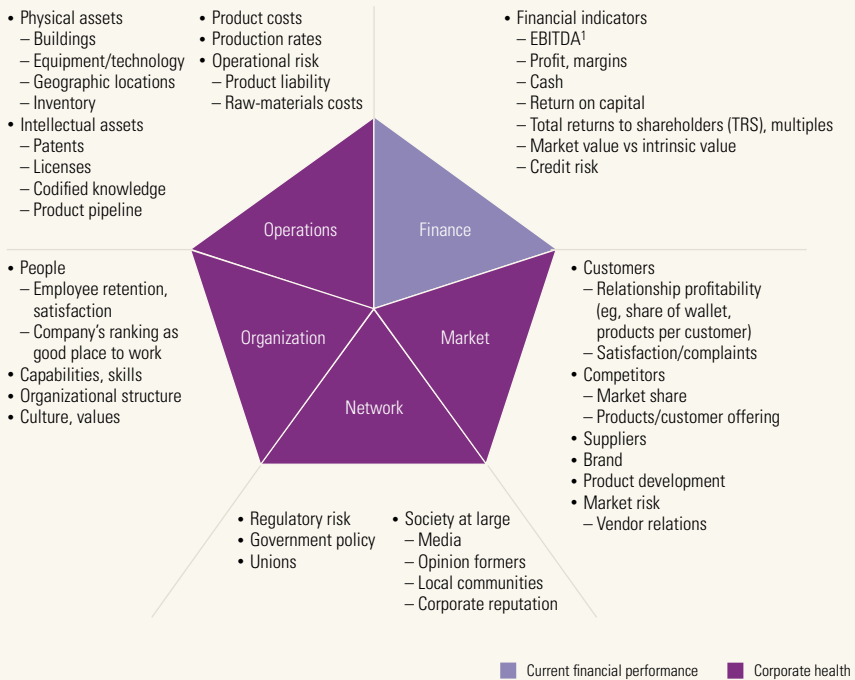 • Physical assets
– Buildings
– Equipment/technology
– Geographic locations
– Inventory
• Intellectual assets
– Patents
– Licenses
– Codified knowledge
– Product pipeline
• Product costs
• Production rates
• Operational risk
– Product liability
– Raw-materials costs
• Financial indicators
– EBITDA¹
– Profit, margins
– Cash
– Return on capital
– Total returns to shareholders (TRS), multiples
– Market value vs intrinsic value
– Credit risk
Operations
Finance
• People
– Employee retention,
satisfaction
– Company's ranking as
good place to work
• Capabilities, skills
• Organizational structure
• Culture, values
Organization
Market
Network
• Customers
– Relationship profitability
(eg, share of wallet,
products per customer)
– Satisfaction/complaints
• Competitors
– Market share
– Products/customer offering
• Suppliers
• Brand
• Product development
• Market risk
– Vendor relations
• Regulatory risk
• Government policy
• Unions
• Society at large
– Media
– Opinion formers
– Local communities
– Corporate reputation
Current financial performance
Corporate health